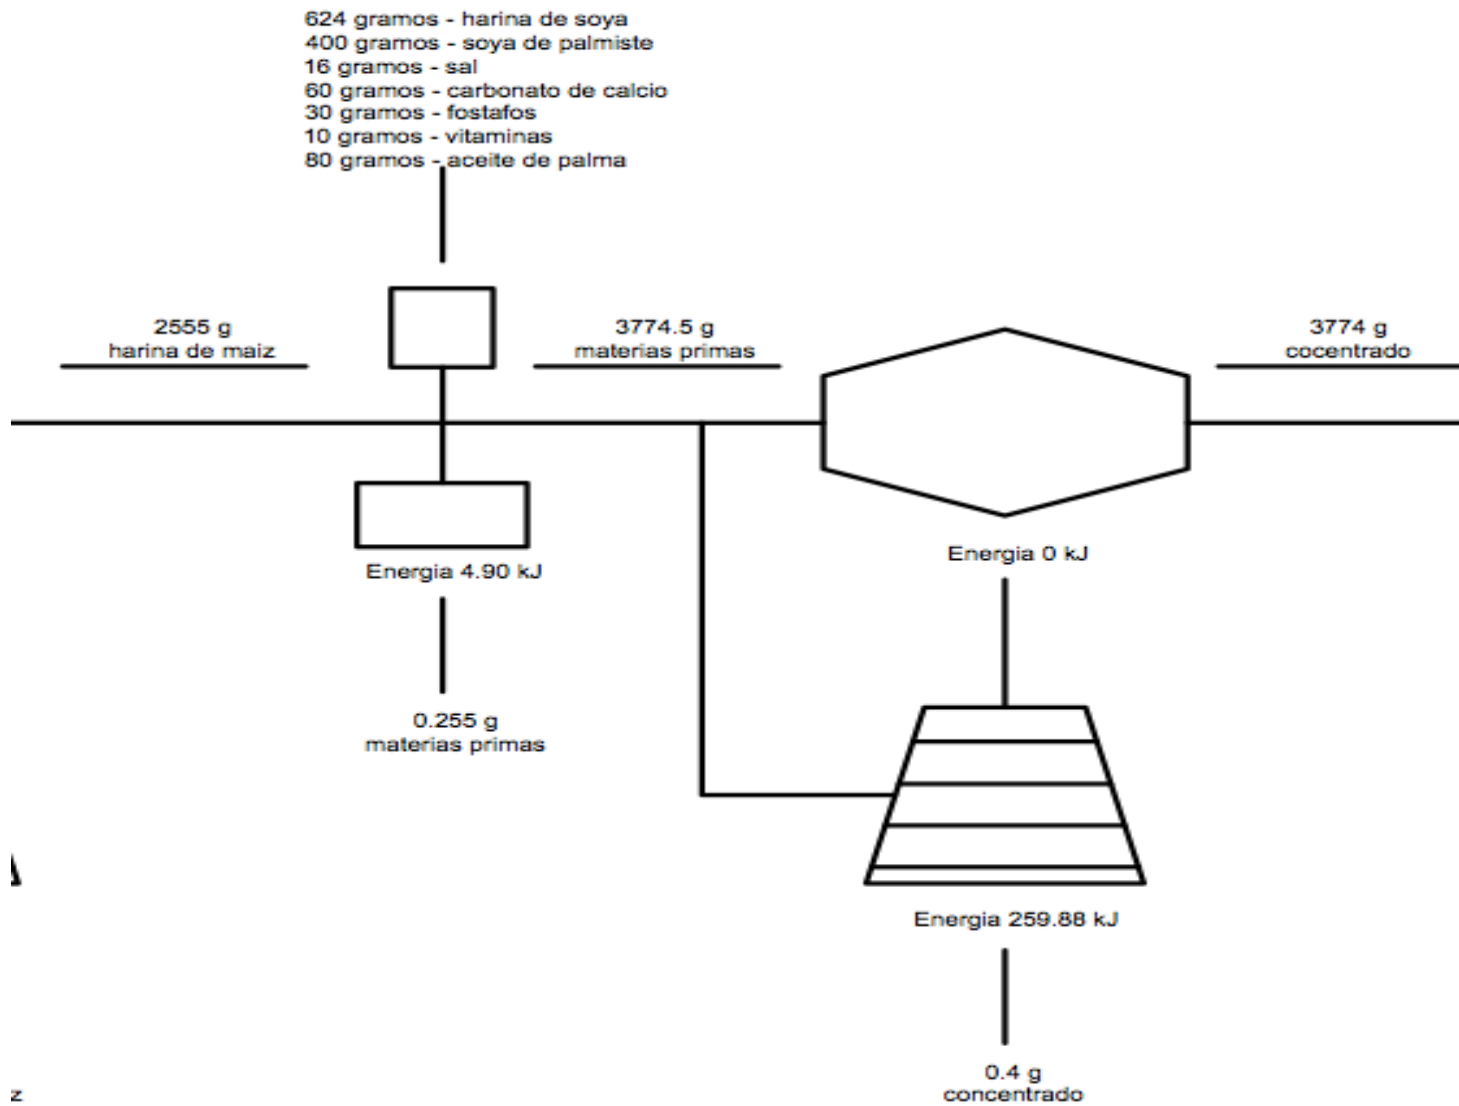 624 gramos - harina de soya
400 gramos - soya de palmiste
16 gramos - sal
60 gramos - carbonato de calcio
30 gramos - fostafos
10 gramos - vitaminas
80 gramos - aceite de palma
2555 g
harina de maiz
3774.5 g
materias primas
3774 g
cocentrado
Energia 4.90 kJ
Energia 0 kJ
0.255 g
materias primas
Energia 259.88 kJ
0.4 g
concentrado
z